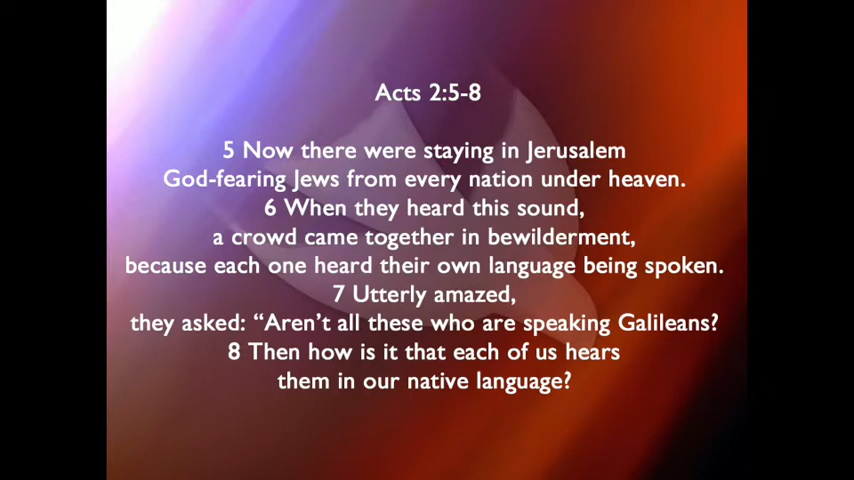 Acts 2:5-8
5 Now there were staying in Jerusalem
God-fearing Jews from every nation under heaven.
6 When they heard this sound,
a crowd came together in bewilderment,
because each one heard their own language being spoken.
7 Utterly amazed,
they asked: “Aren’t all these who are speaking Galileans?
8 Then how is it that each of us hears
them in our native language?